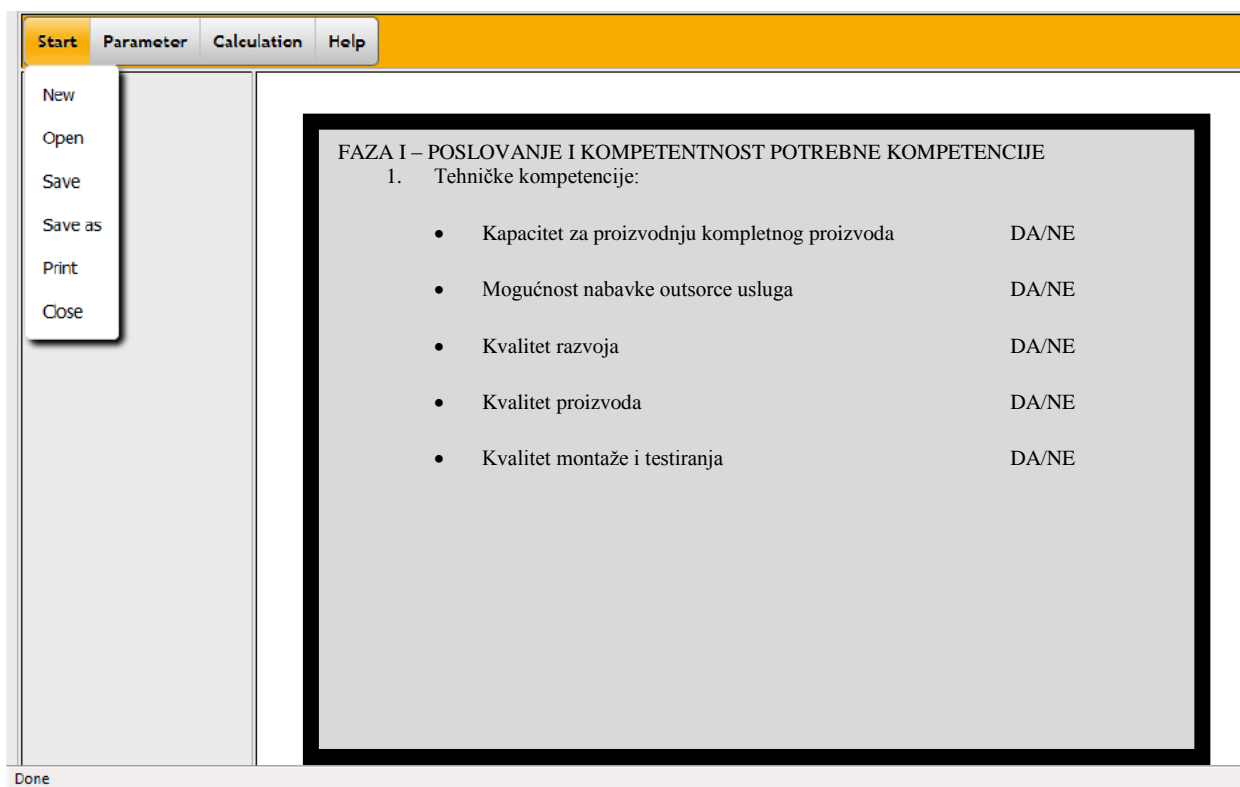 Start Parameter Calculation Help
New
Open
Save
Save as
Print
Close
FAZA I – POSLOVANJE I KOMPETENTNOST POTREBNE KOMPETENCIJE
1. Tehničke kompetencije:
• Kapacitet za proizvodnju kompletnog proizvoda DA/NE
• Mogućnost nabavke outsorce usluga DA/NE
• Kvalitet razvoja DA/NE
• Kvalitet proizvoda DA/NE
• Kvalitet montaže i testiranja DA/NE
Done